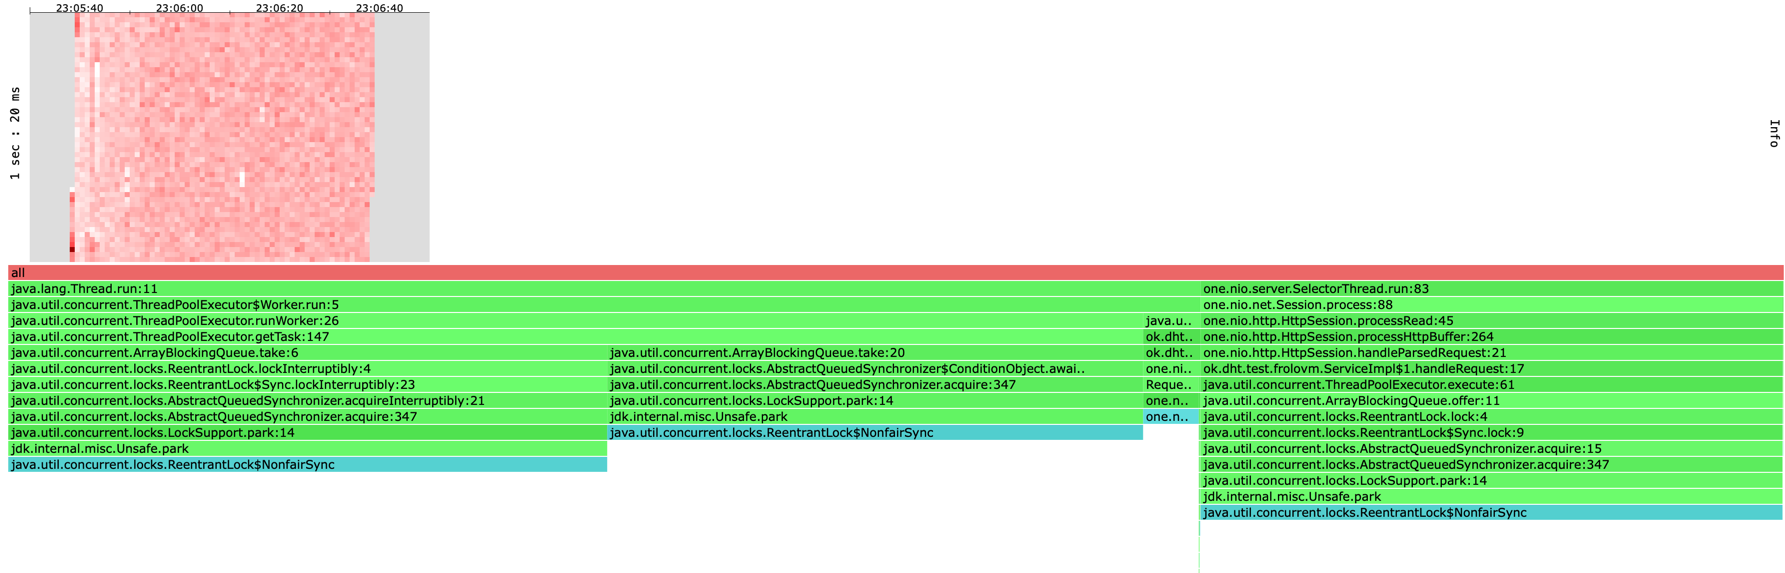 23:05:40 23:06:00 23:06:20 23:06:40
1 sec : 20 ms
Info
all
java.lang.Thread.run:11 one.nio.server.SelectorThread.run:83
java.util.concurrent.ThreadPoolExecutor$Worker.run:5 one.nio.net.Session.process:88
java.util.concurrent.ThreadPoolExecutor.runWorker:26 java.u.. one.nio.http.HttpSession.processRead:45
java.util.concurrent.ThreadPoolExecutor.getTask:147 ok.dht.. one.nio.http.HttpSession.processHttpBuffer:264
java.util.concurrent.ArrayBlockingQueue.take:6 java.util.concurrent.ArrayBlockingQueue.take:20 ok.dht.. one.nio.http.HttpSession.handleParsedRequest:21
java.util.concurrent.locks.ReentrantLock.lockInterruptibly:4 java.util.concurrent.locks.AbstractQueuedSynchronizer$ConditionObject.awai.. one.ni.. ok.dht.test.frolovm.ServiceImpl$1.handleRequest:17
java.util.concurrent.locks.ReentrantLock$Sync.lockInterruptibly:23 java.util.concurrent.locks.AbstractQueuedSynchronizer.acquire:347 Reque.. java.util.concurrent.ThreadPoolExecutor.execute:61
java.util.concurrent.locks.AbstractQueuedSynchronizer.acquireInterruptibly:21 java.util.concurrent.locks.LockSupport.park:14 one.n.. java.util.concurrent.ArrayBlockingQueue.offer:11
java.util.concurrent.locks.AbstractQueuedSynchronizer.acquire:347 jdk.internal.misc.Unsafe.park one.n.. java.util.concurrent.locks.ReentrantLock.lock:4
java.util.concurrent.locks.LockSupport.park:14 java.util.concurrent.locks.ReentrantLock$NonfairSync java.util.concurrent.locks.ReentrantLock$Sync.lock:9
jdk.internal.misc.Unsafe.park java.util.concurrent.locks.AbstractQueuedSynchronizer.acquire:15
java.util.concurrent.locks.ReentrantLock$NonfairSync java.util.concurrent.locks.AbstractQueuedSynchronizer.acquire:347
java.util.concurrent.locks.LockSupport.park:14
jdk.internal.misc.Unsafe.park
java.util.concurrent.locks.ReentrantLock$NonfairSync